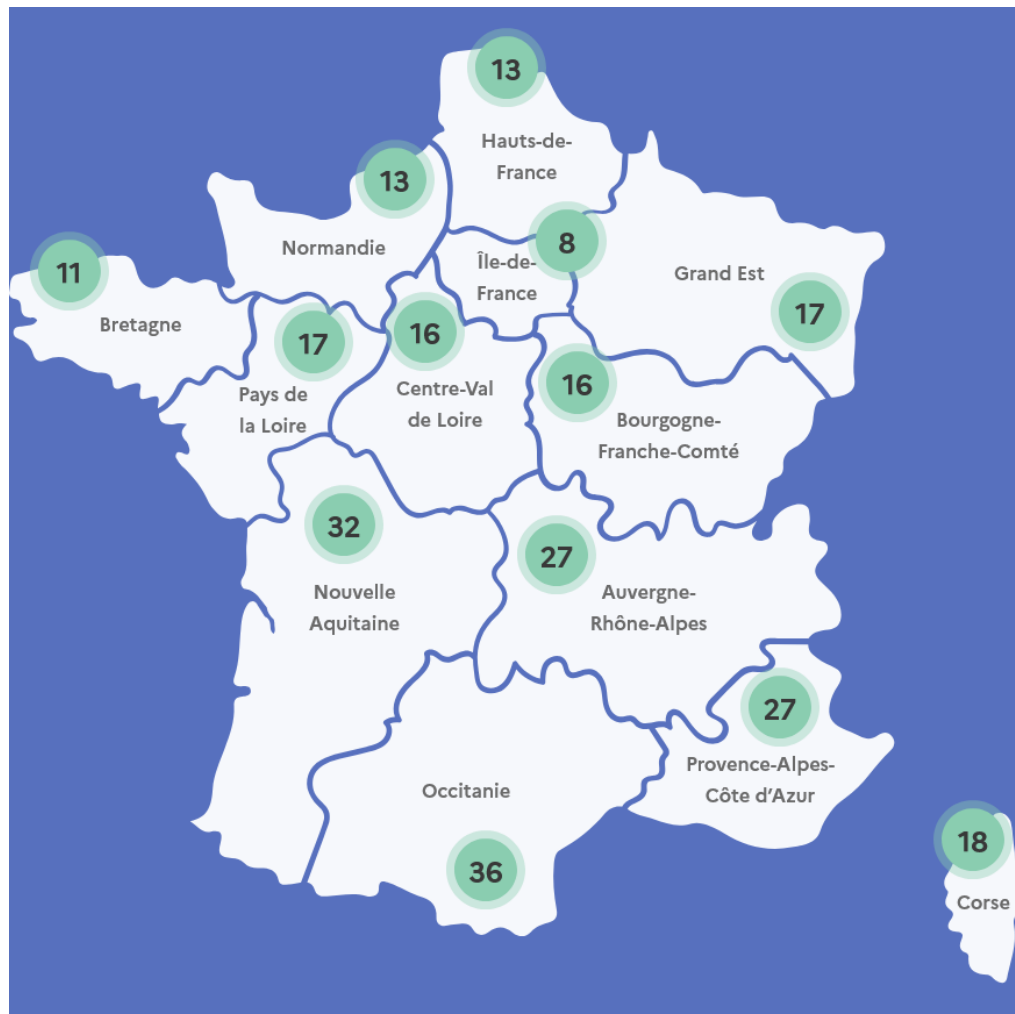 13
Hauts-de-
France
13
Normandie
8
Île-de-
France
Grand Est
17
11
Bretagne
17
Pays de
la Loire
16
Centre-Val
de Loire
16
Bourgogne-
Franche-Comté
32
Nouvelle
Aquitaine
27
Auvergne-
Rhône-Alpes
27
Provence-Alpes-
Côte d'Azur
Occitanie
36
18
Corse